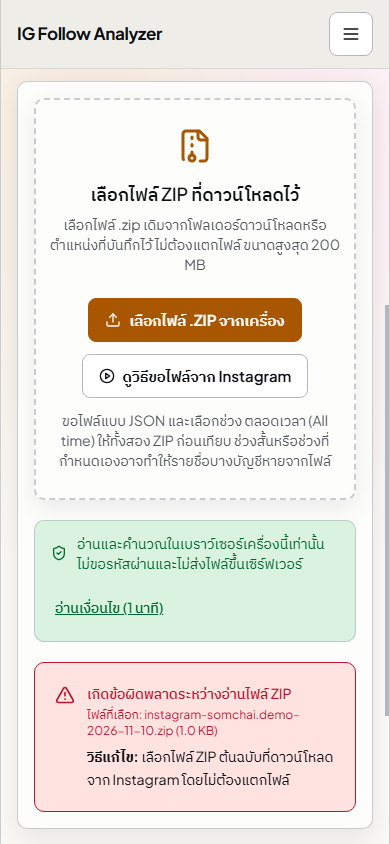 IG Follow Analyzer
เลือกไฟล์ ZIP ที่ดาวน์โหลดไว้
เลือกไฟล์ .zip เดิมจากโฟลเดอร์ดาวน์โหลดหรือ
ตำแหน่งที่บันทึกไว้ ไม่ต้องแตกไฟล์ ขนาดสูงสุด 200
MB
เลือกไฟล์ .ZIP จากเครื่อง
ดูวิธีขอไฟล์จาก Instagram
ขอไฟล์แบบ JSON และเลือกช่วง ตลอดเวลา (All
time) ให้ทั้งสอง ZIP ก่อนเทียบ ช่วงสั้นหรือช่วงที่
กำหนดเองอาจทำให้รายชื่อบางบัญชีหายจากไฟล์
อ่านและคำนวณในเบราว์เซอร์เครื่องนี้เท่านั้น
ไม่ขอรหัสผ่านและไม่ส่งไฟล์ขึ้นเซิร์ฟเวอร์
อ่านเงื่อนไข (1 นาที)
เกิดข้อผิดพลาดระหว่างอ่านไฟล์ ZIP
ไฟล์ที่เลือก: instagram-somchai.demo-
2026-11-10.zip (1.0 KB)
วิธีแก้ไข: เลือกไฟล์ ZIP ต้นฉบับที่ดาวน์โหลด
จาก Instagram โดยไม่ต้องแตกไฟล์